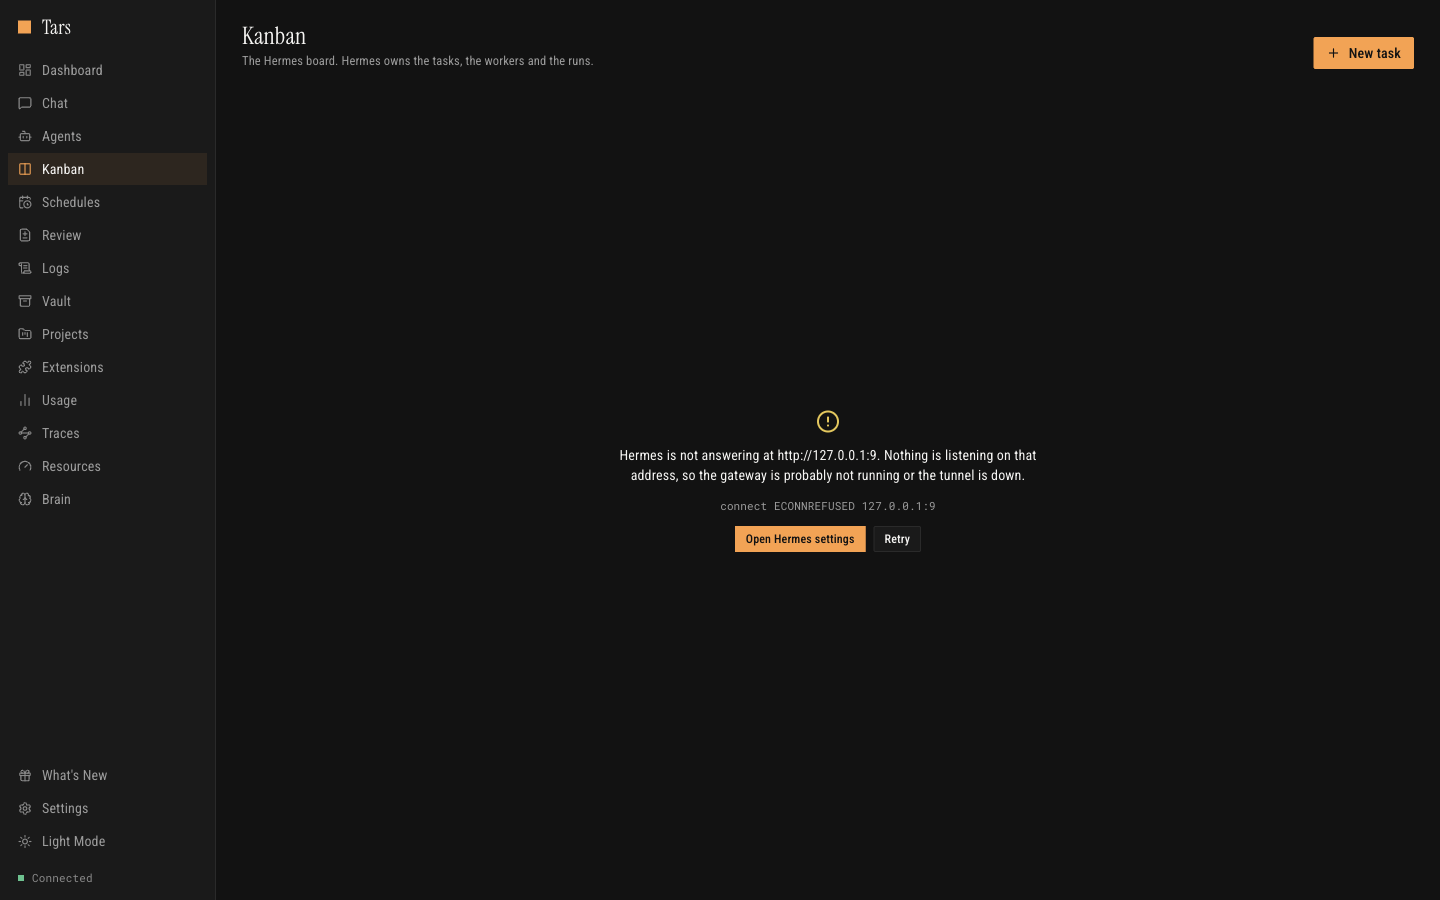 Tars
Dashboard
Chat
Agents
Kanban
Schedules
Review
Logs
Vault
Projects
Extensions
Usage
Traces
Resources
Brain
What's New
Settings
Light Mode
Connected
Kanban
The Hermes board. Hermes owns the tasks, the workers and the runs.
New task
Hermes is not answering at http://127.0.0.1:9. Nothing is listening on that
address, so the gateway is probably not running or the tunnel is down.
connect ECONNREFUSED 127.0.0.1:9
Open Hermes settings
Retry